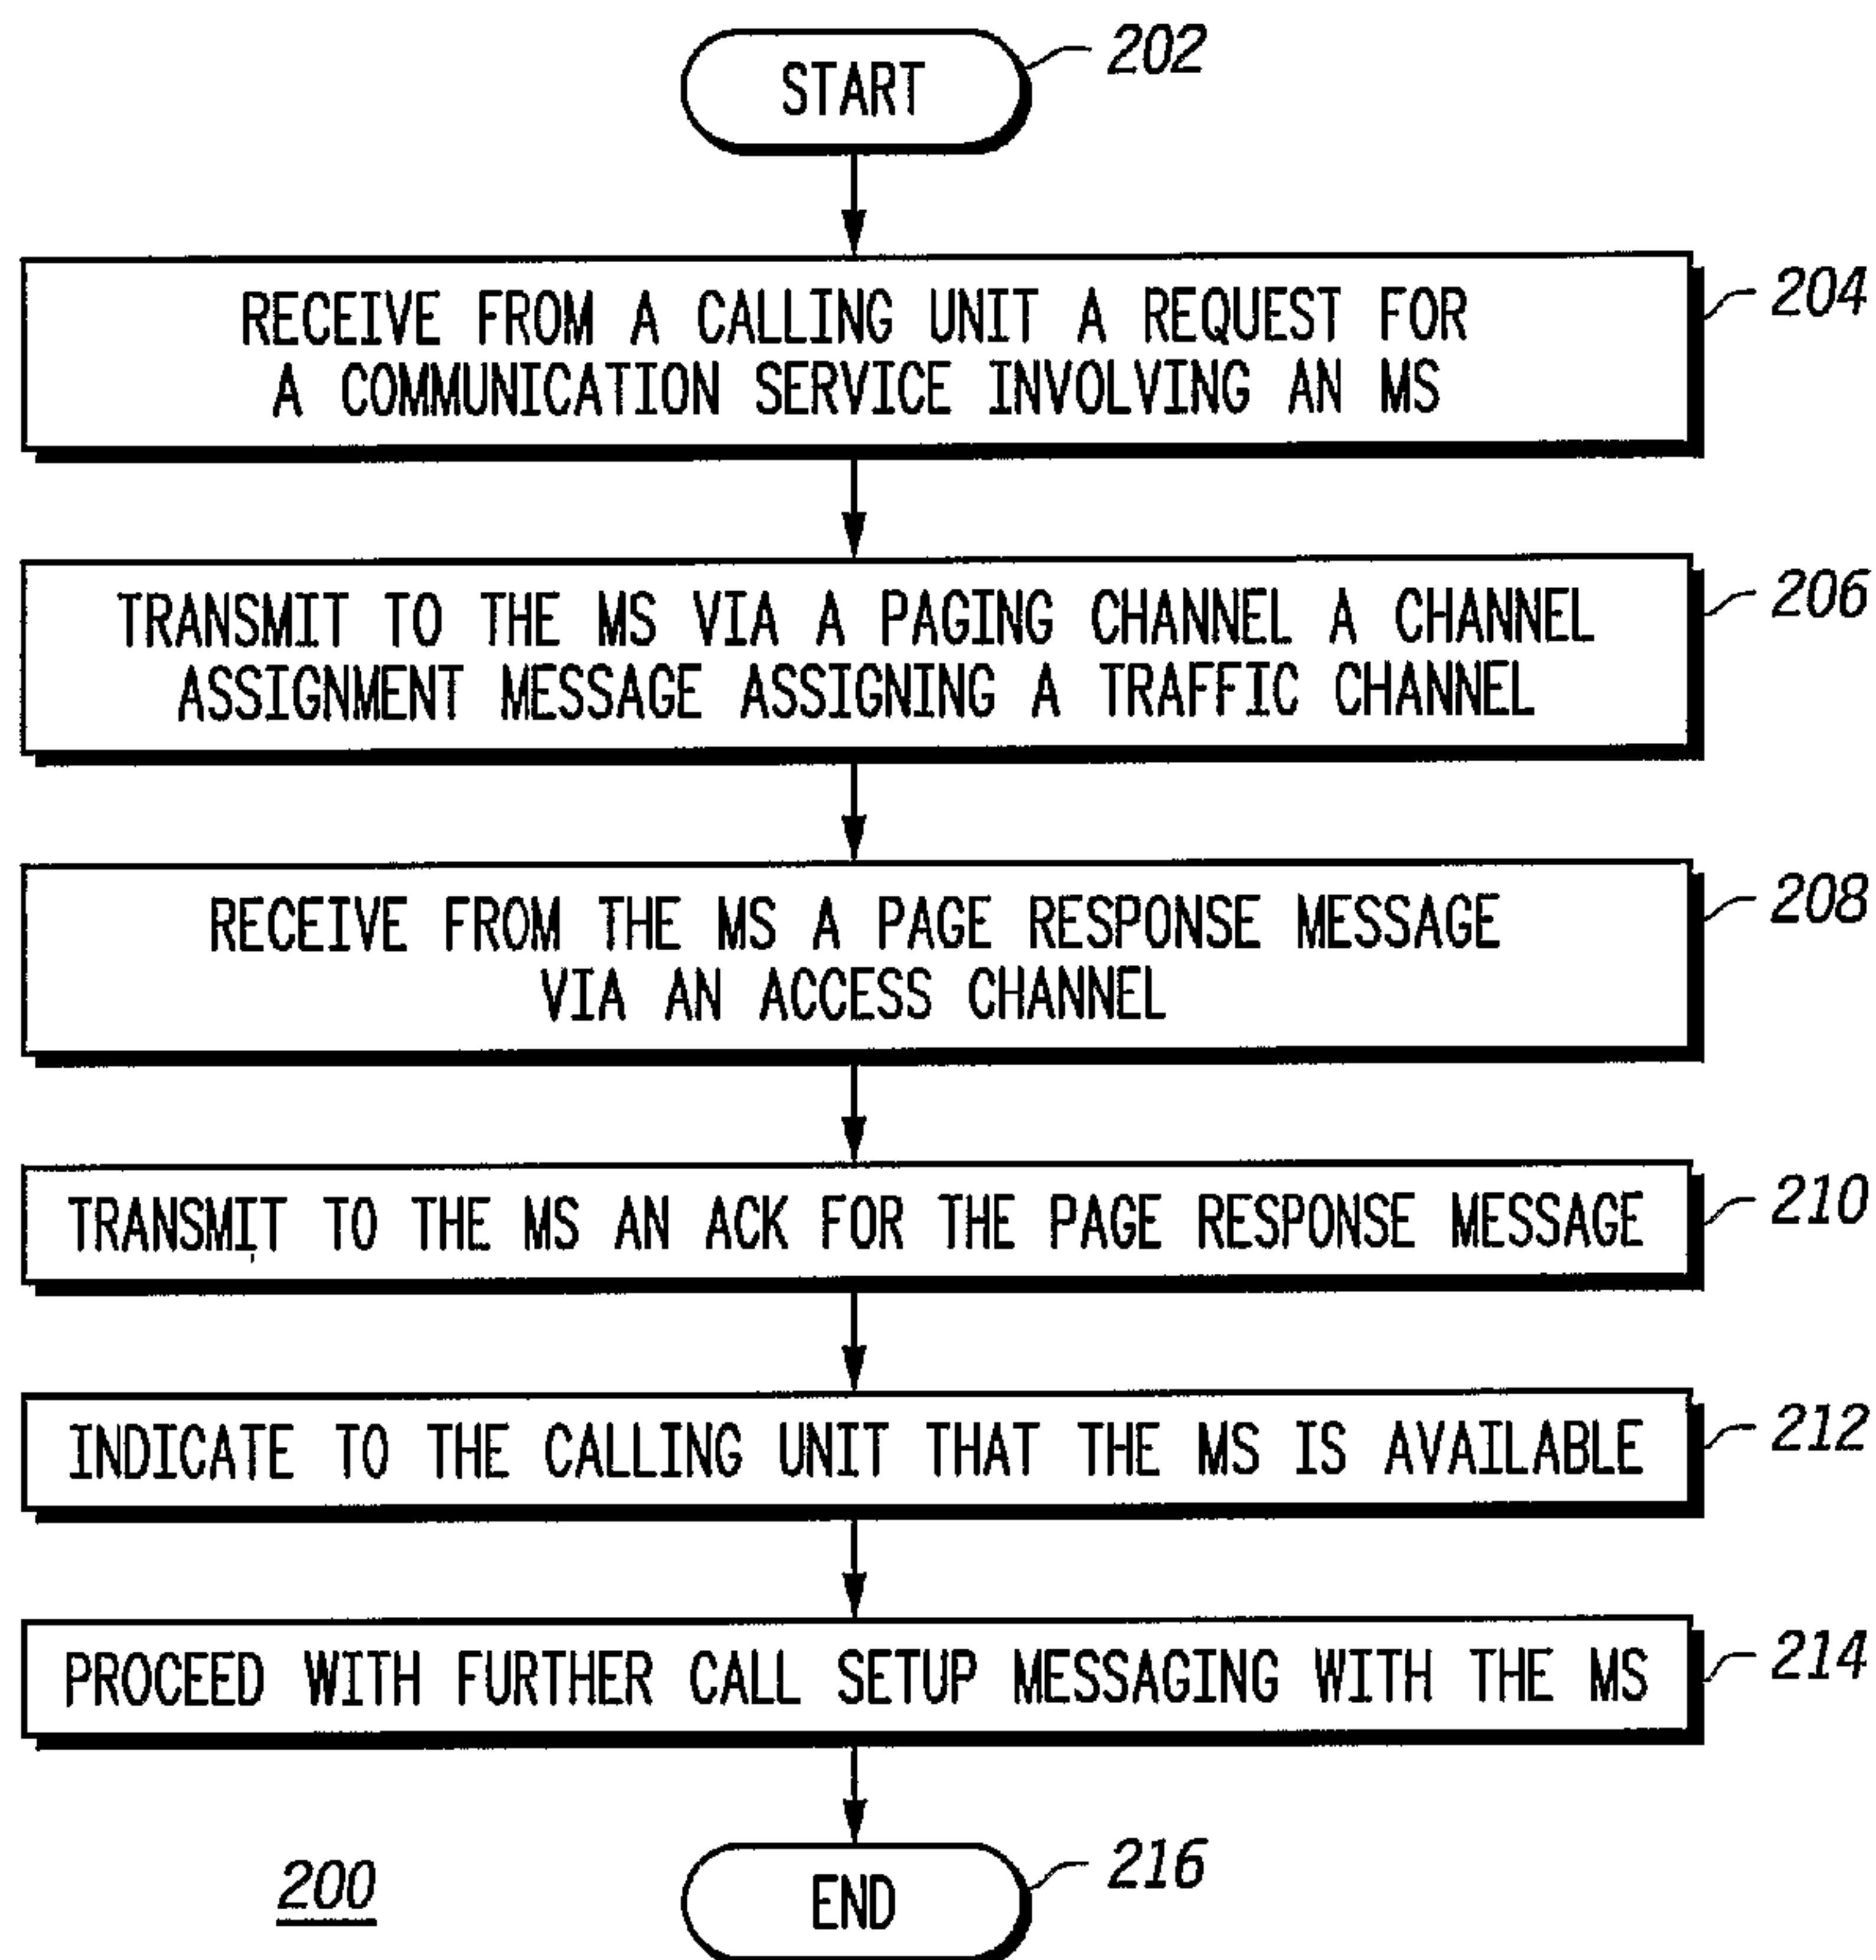 START
202
RECEIVE FROM A CALLING UNIT A REQUEST FOR
A COMMUNICATION SERVICE INVOLVING AN MS
204
TRANSMIT TO THE MS VIA A PAGING CHANNEL A CHANNEL
ASSIGNMENT MESSAGE ASSIGNING A TRAFFIC CHANNEL
206
RECEIVE FROM THE MS A PAGE RESPONSE MESSAGE
VIA AN ACCESS CHANNEL
208
TRANSMIT TO THE MS AN ACK FOR THE PAGE RESPONSE MESSAGE
210
INDICATE TO THE CALLING UNIT THAT THE MS IS AVAILABLE
212
PROCEED WITH FURTHER CALL SETUP MESSAGING WITH THE MS
214
END
216
200